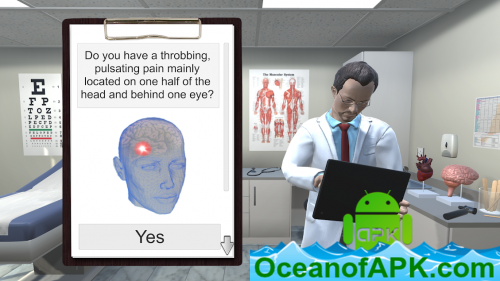 Do you have a throbbing,
pulsating pain mainly
located on one half of the
head and behind one eye?
Yes
E
F P
T O Z
L P E D
The Muscular System
apk
OceanofAPK.com